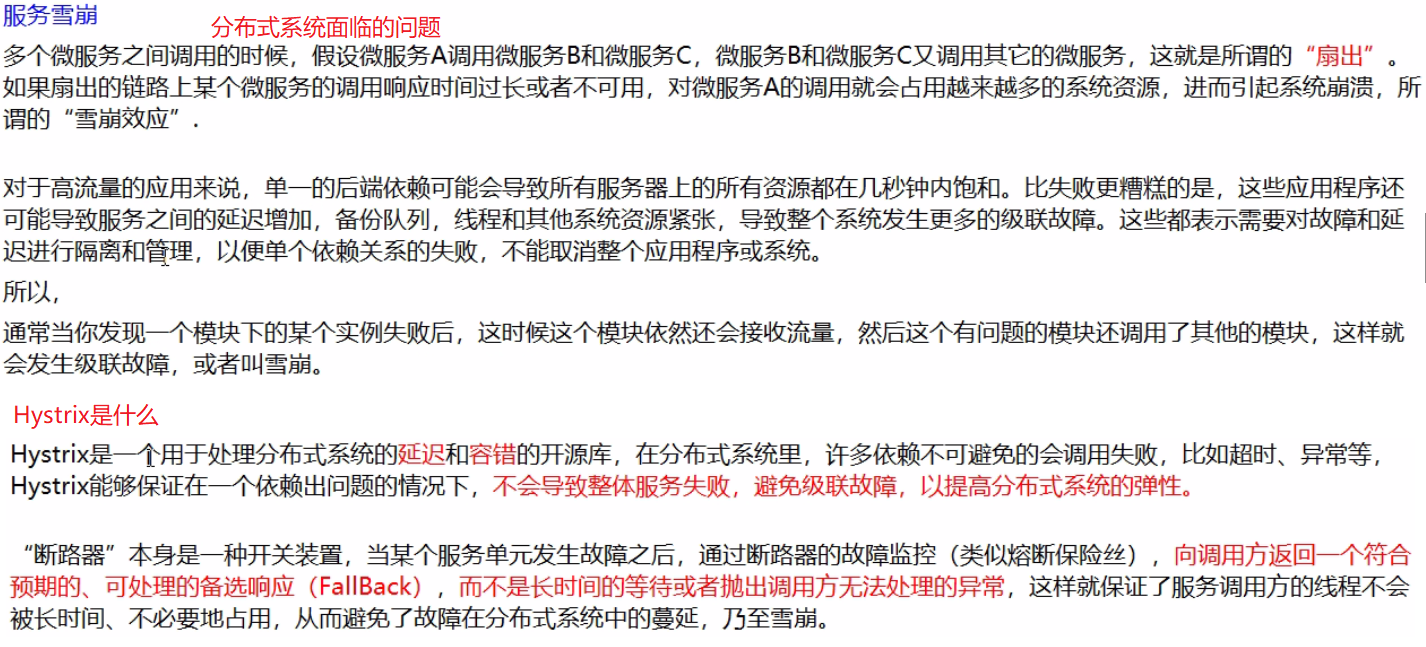 服务雪崩
分布式系统面临的问题
多个微服务之间调用的时候，假设微服务A调用微服务B和微服务C，微服务B和微服务C又调用其它的微服务，这就是所谓的“扇出”。
如果扇出的链路上某个微服务的调用响应时间过长或者不可用，对微服务A的调用就会占用越来越多的系统资源，进而引起系统崩溃，所
谓的“雪崩效应”.
对于高流量的应用来说，单一的后端依赖可能会导致所有服务器上的所有资源都在几秒钟内饱和。比失败更糟糕的是，这些应用程序还
可能导致服务之间的延迟增加，备份队列，线程和其他系统资源紧张，导致整个系统发生更多的级联故障。这些都表示需要对故障和延
迟进行隔离和管理，以便单个依赖关系的失败，不能取消整个应用程序或系统。
所以，
通常当你发现一个模块下的某个实例失败后，这时候这个模块依然还会接收流量，然后这个有问题的模块还调用了其他的模块，这样就
会发生级联故障，或者叫雪崩。
Hystrix是什么
Hystrix是一个用于处理分布式系统的延迟和容错的开源库，在分布式系统里，许多依赖不可避免的会调用失败，比如超时、异常等，
Hystrix能够保证在一个依赖出问题的情况下，不会导致整体服务失败，避免级联故障，以提高分布式系统的弹性。
“断路器”本身是一种开关装置，当某个服务单元发生故障之后，通过断路器的故障监控（类似熔断保险丝），向调用方返回一个符合
预期的、可处理的备选响应（FallBack），而不是长时间的等待或者抛出调用方无法处理的异常，这样就保证了服务调用方的线程不会
被长时间、不必要地占用，从而避免了故障在分布式系统中的蔓延，乃至雪崩。